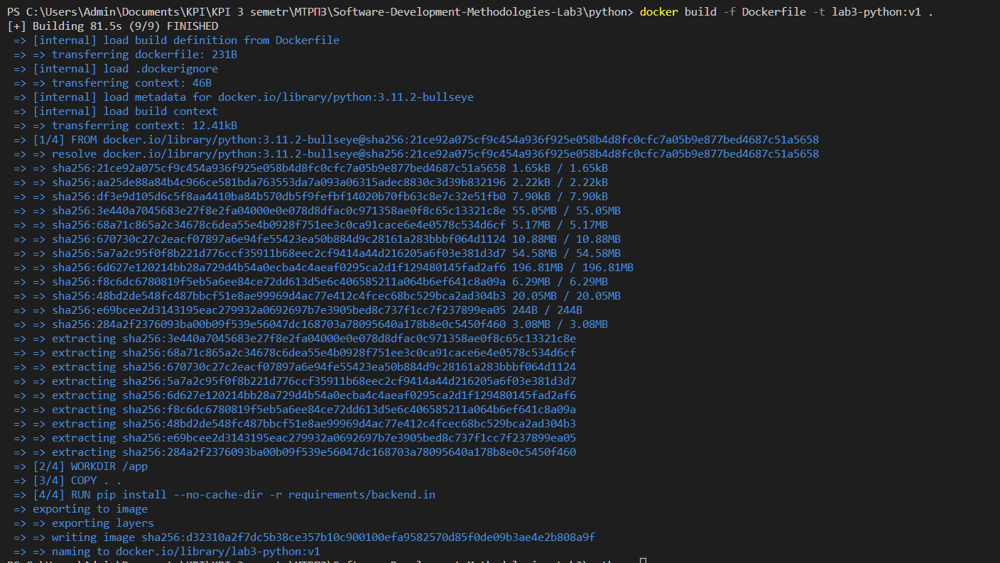 PS C:\Users\Admin\Documents\KPI\KPI 3 semetr\МТРПЗ\Software-Development-Methodologies-Lab3\python> docker build -f Dockerfile -t lab3-python:v1 .
[+] Building 81.5s (9/9) FINISHED
=> [internal] load build definition from Dockerfile
=> => transferring dockerfile: 231B
=> [internal] load .dockerignore
=> => transferring context: 46B
=> [internal] load metadata for docker.io/library/python:3.11.2-bullseye
=> [internal] load build context
=> => transferring context: 12.41kB
=> [1/4] FROM docker.io/library/python:3.11.2-bullseye@sha256:21ce92a075cf9c454a936f925e058b4d8fc0cfc7a05b9e877bed4687c51a5658
=> => resolve docker.io/library/python:3.11.2-bullseye@sha256:21ce92a075cf9c454a936f925e058b4d8fc0cfc7a05b9e877bed4687c51a5658
=> => sha256:21ce92a075cf9c454a936f925e058b4d8fc0cfc7a05b9e877bed4687c51a5658 1.65kB / 1.65kB
=> => sha256:aa25de88a84b4c966ce581bda763553da7a093a06315adec8830c3d39b832196 2.22kB / 2.22kB
=> => sha256:df3e9d105d6c5f8aa4410ba84b570db5f9fefbf14020b70fb63c8e7c32e51fb0 7.90kB / 7.90kB
=> => sha256:3e440a7045683e27f8e2fa04000e0e078d8dfac0c971358ae0f8c65c13321c8e 55.05MB / 55.05MB
=> => sha256:68a71c865a2c34678c6dea55e4b0928f751ee3c0ca91cace6e4e0578c534d6cf 5.17MB / 5.17MB
=> => sha256:670730c27c2eacf07897a6e94fe55423ea50b884d9c28161a283bbbf064d1124 10.88MB / 10.88MB
=> => sha256:5a7a2c95f0f8b221d776ccf35911b68eec2cf9414a44d216205a6f03e381d3d7 54.58MB / 54.58MB
=> => sha256:6d627e120214bb28a729d4b54a0ecba4c4aeaf0295ca2d1f129480145fad2af6 196.81MB / 196.81MB
=> => sha256:f8c6dc6780819f5eb5a6ee84ce72dd613d5e6c406585211a064b6ef641c8a09a 6.29MB / 6.29MB
=> => sha256:48bd2de548fc487bbcf51e8ae99969d4ac77e412c4fcec68bc529bca2ad304b3 20.05MB / 20.05MB
=> => sha256:e69bcee2d3143195eac279932a0692697b7e3905bed8c737f1cc7f237899ea05 244B / 244B
=> => sha256:284a2f2376093ba00b09f539e56047dc168703a78095640a178b8e0c5450f460 3.08MB / 3.08MB
=> => extracting sha256:3e440a7045683e27f8e2fa04000e0e078d8dfac0c971358ae0f8c65c13321c8e
=> => extracting sha256:68a71c865a2c34678c6dea55e4b0928f751ee3c0ca91cace6e4e0578c534d6cf
=> => extracting sha256:670730c27c2eacf07897a6e94fe55423ea50b884d9c28161a283bbbf064d1124
=> => extracting sha256:5a7a2c95f0f8b221d776ccf35911b68eec2cf9414a44d216205a6f03e381d3d7
=> => extracting sha256:6d627e120214bb28a729d4b54a0ecba4c4aeaf0295ca2d1f129480145fad2af6
=> => extracting sha256:f8c6dc6780819f5eb5a6ee84ce72dd613d5e6c406585211a064b6ef641c8a09a
=> => extracting sha256:48bd2de548fc487bbcf51e8ae99969d4ac77e412c4fcec68bc529bca2ad304b3
=> => extracting sha256:e69bcee2d3143195eac279932a0692697b7e3905bed8c737f1cc7f237899ea05
=> => extracting sha256:284a2f2376093ba00b09f539e56047dc168703a78095640a178b8e0c5450f460
=> [2/4] WORKDIR /app
=> [3/4] COPY . .
=> [4/4] RUN pip install --no-cache-dir -r requirements/backend.in
=> exporting to image
=> => exporting layers
=> => writing image sha256:d32310a2f7dc5b38ce357b10c900100efa9582570d85f0de09b3ae4e2b808a9f
=> => naming to docker.io/library/lab3-python:v1